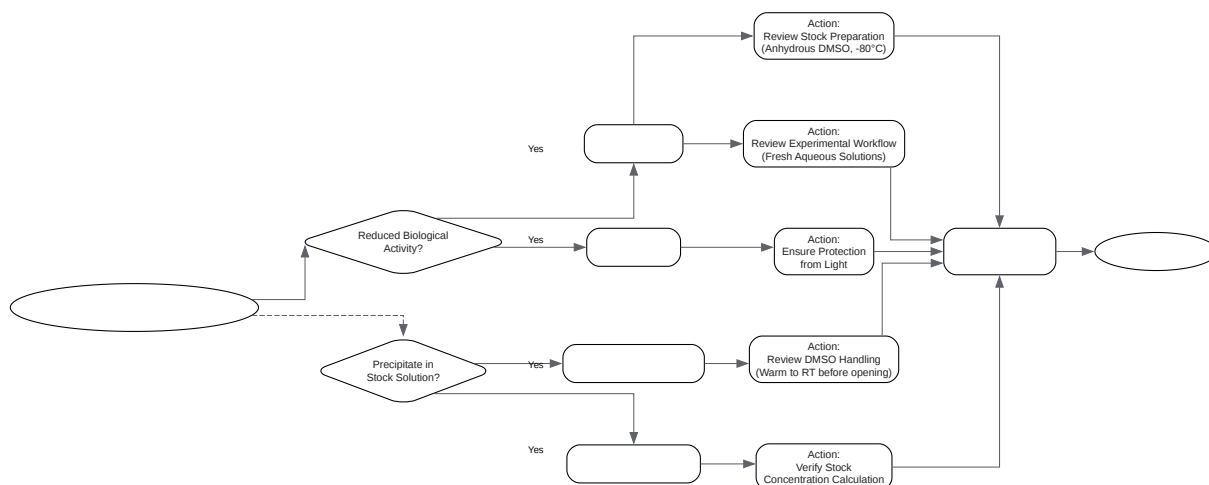 Action:
Review Stock Preparation
(Anhydrous DMSO, -80°C)
Yes
Action:
Review Experimental Workflow
(Fresh Aqueous Solutions)
Reduced Biological
Activity?
Yes
Action:
Ensure Protection
from Light
Precipitate in
Stock Solution?
Yes
Action:
Review DMSO Handling
(Warm to RT before opening)
Yes
Action:
Verify Stock
Concentration Calculation